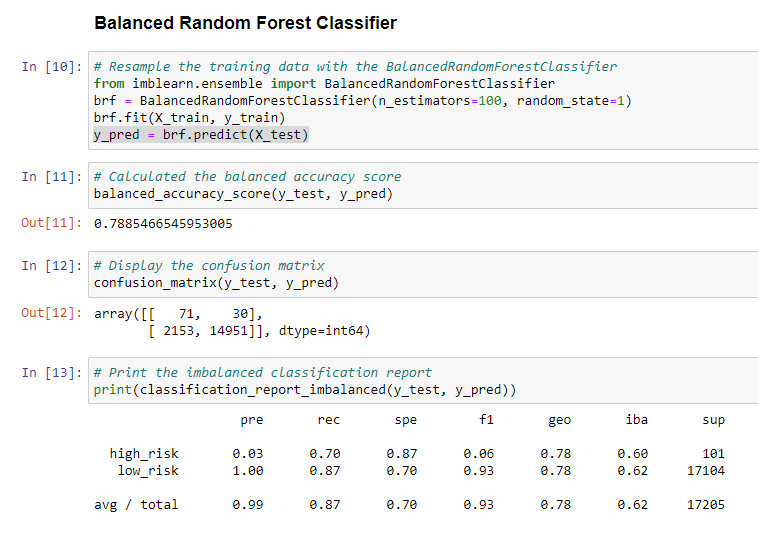 Balanced Random Forest Classifier
In [10]: # Resample the training data with the BalancedRandomForestClassifier
from imblearn.ensemble import BalancedRandomForestClassifier
brf = BalancedRandomForestClassifier(n_estimators=100, random_state=1)
brf.fit(X_train, y_train)
y_pred = brf.predict(X_test)
In [11]: # Calculated the balanced accuracy score
balanced_accuracy_score(y_test, y_pred)
Out[11]: 0.7885466545953005
In [12]: # Display the confusion matrix
confusion_matrix(y_test, y_pred)
Out[12]: array([[   71,    30],
       [ 2153, 14951]], dtype=int64)
In [13]: # Print the imbalanced classification report
print(classification_report_imbalanced(y_test, y_pred))
pre rec spe f1 geo iba sup
high_risk 0.03 0.70 0.87 0.06 0.78 0.60 101
low_risk 1.00 0.87 0.70 0.93 0.78 0.62 17104
avg / total 0.99 0.87 0.70 0.93 0.78 0.62 17205